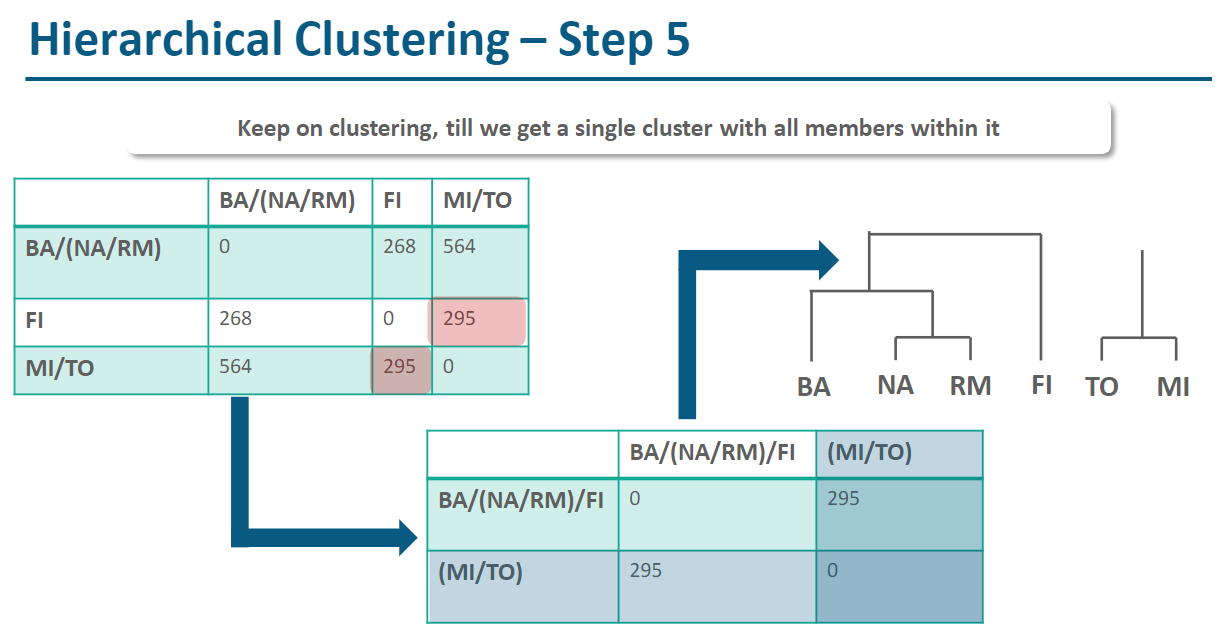 Hierarchical Clustering – Step 5
Keep on clustering, till we get a single cluster with all members within it
BA/(NA/RM) FI MI/TO
BA/(NA/RM) 0 268 564
FI 268 0 295
MI/TO 564 295 0
BA NA RM FI TO MI
BA/(NA/RM)/FI (MI/TO)
BA/(NA/RM)/FI 0 295
(MI/TO) 295 0